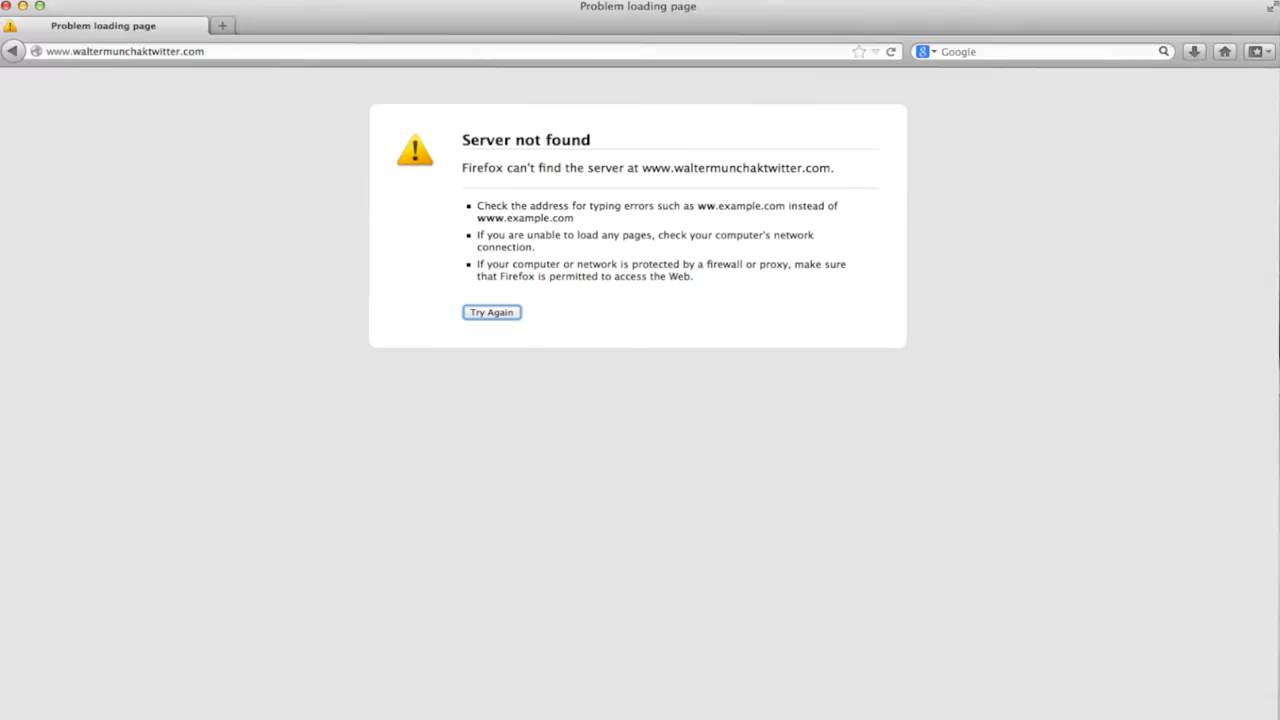 Problem loading page
Problem loading page
www.waltermunchaktwitter.com
Google
Server not found
Firefox can't find the server at www.waltermunchaktwitter.com.
Check the address for typing errors such as ww.example.com instead of
www.example.com
If you are unable to load any pages, check your computer's network
connection.
If your computer or network is protected by a firewall or proxy, make sure
that Firefox is permitted to access the Web.
Try Again